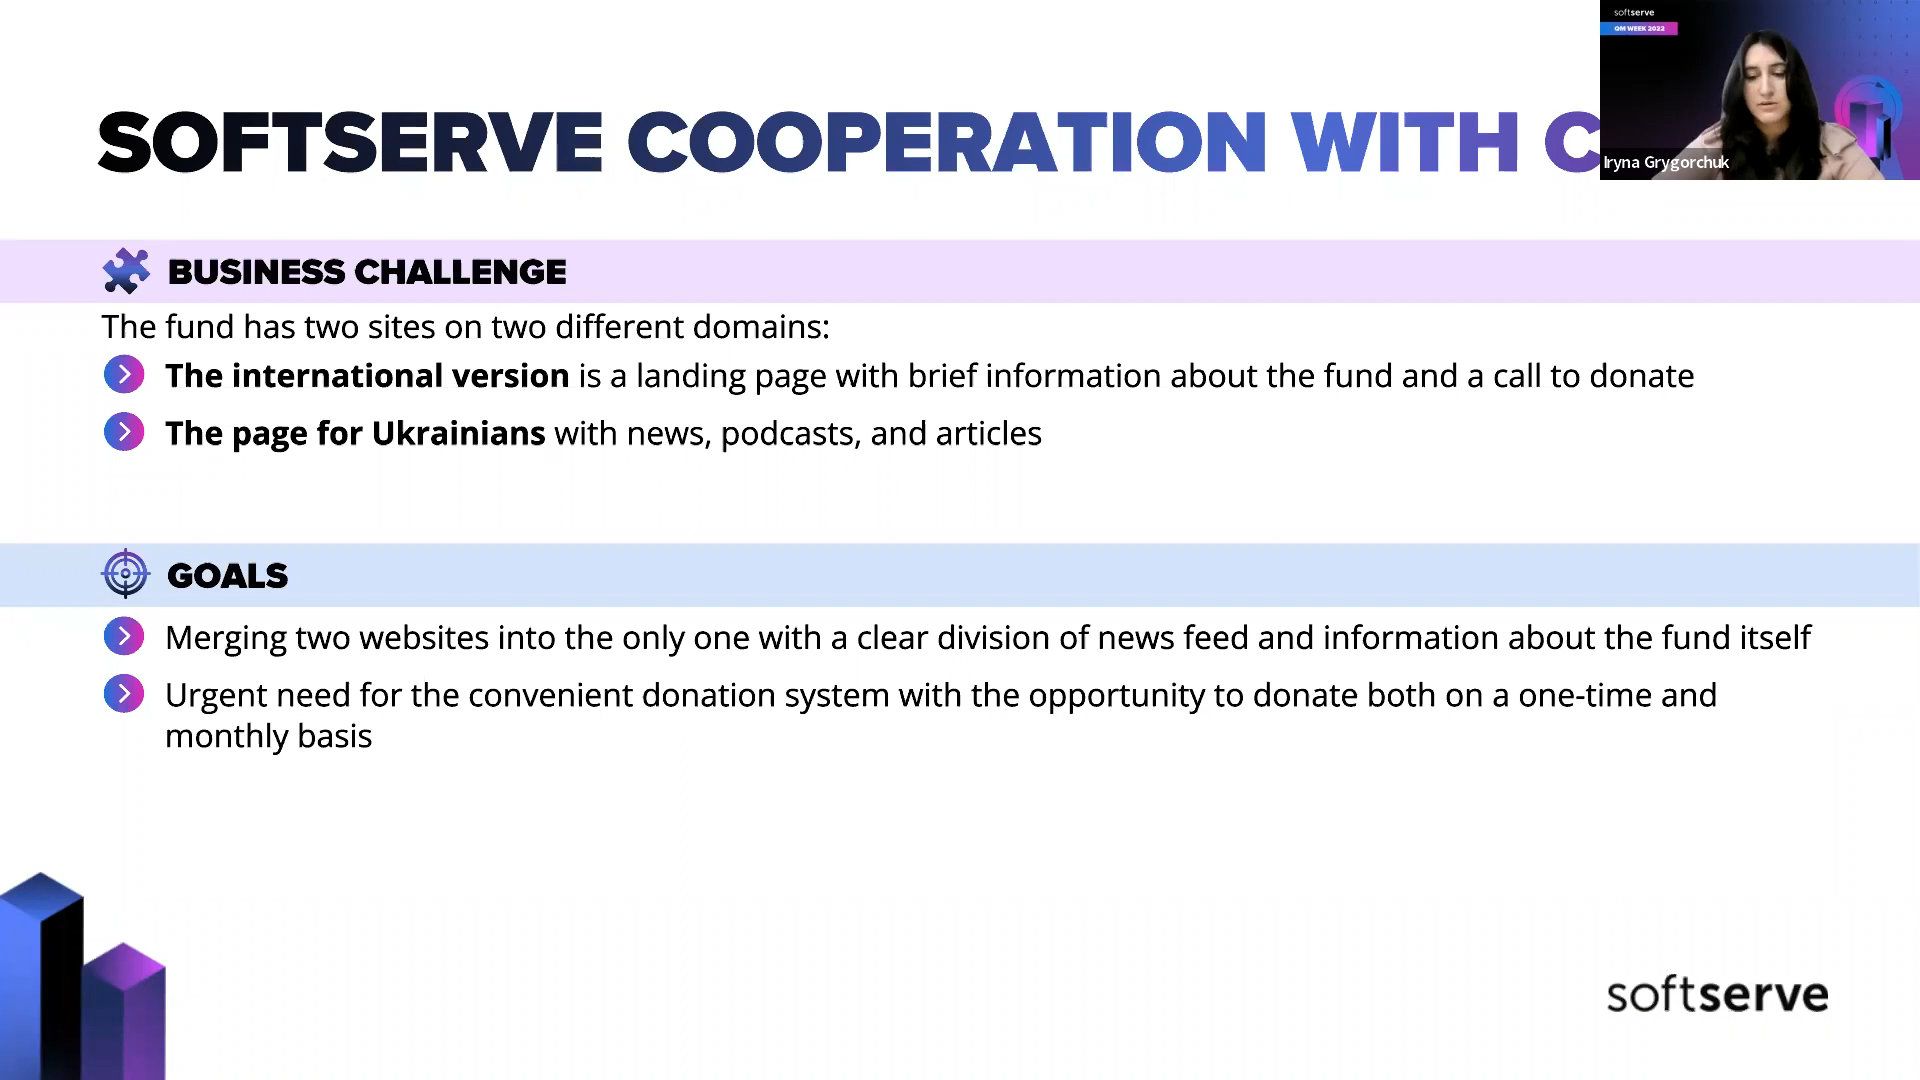 softserve
QM WEEK 2022
SOFTSERVE COOPERATION WITH C
Iryna Grygorchuk
BUSINESS CHALLENGE
The fund has two sites on two different domains:
The international version is a landing page with brief information about the fund and a call to donate
The page for Ukrainians with news, podcasts, and articles
GOALS
Merging two websites into the only one with a clear division of news feed and information about the fund itself
Urgent need for the convenient donation system with the opportunity to donate both on a one-time and
monthly basis
softserve